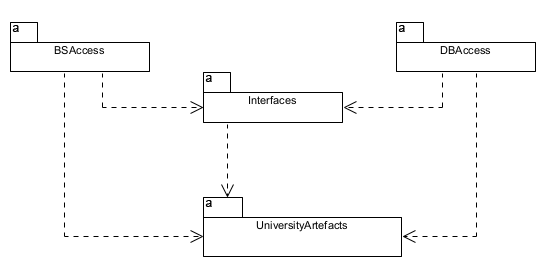 a
BSAccess
a
DBAccess
a
Interfaces
a
UniversityArtefacts